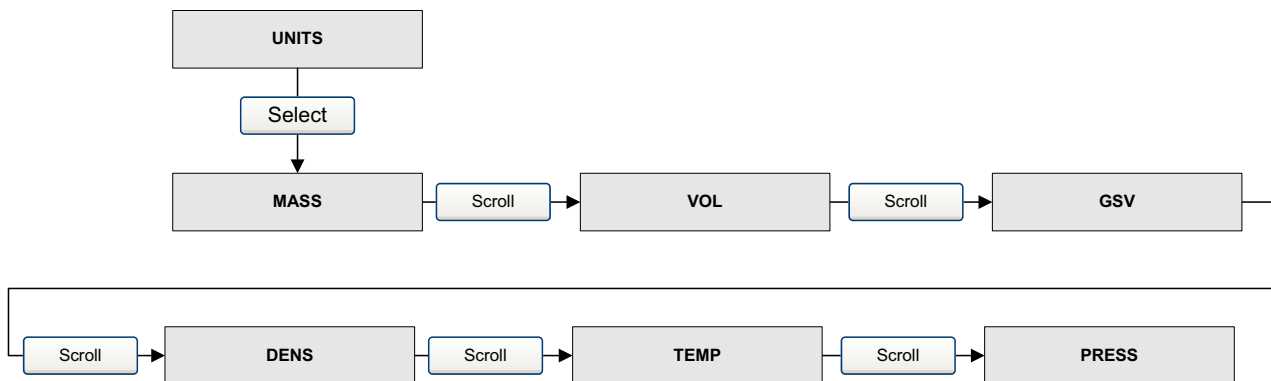 UNITS
Select
MASS
Scroll
VOL
Scroll
GSV
Scroll
DENS
Scroll
TEMP
Scroll
PRESS